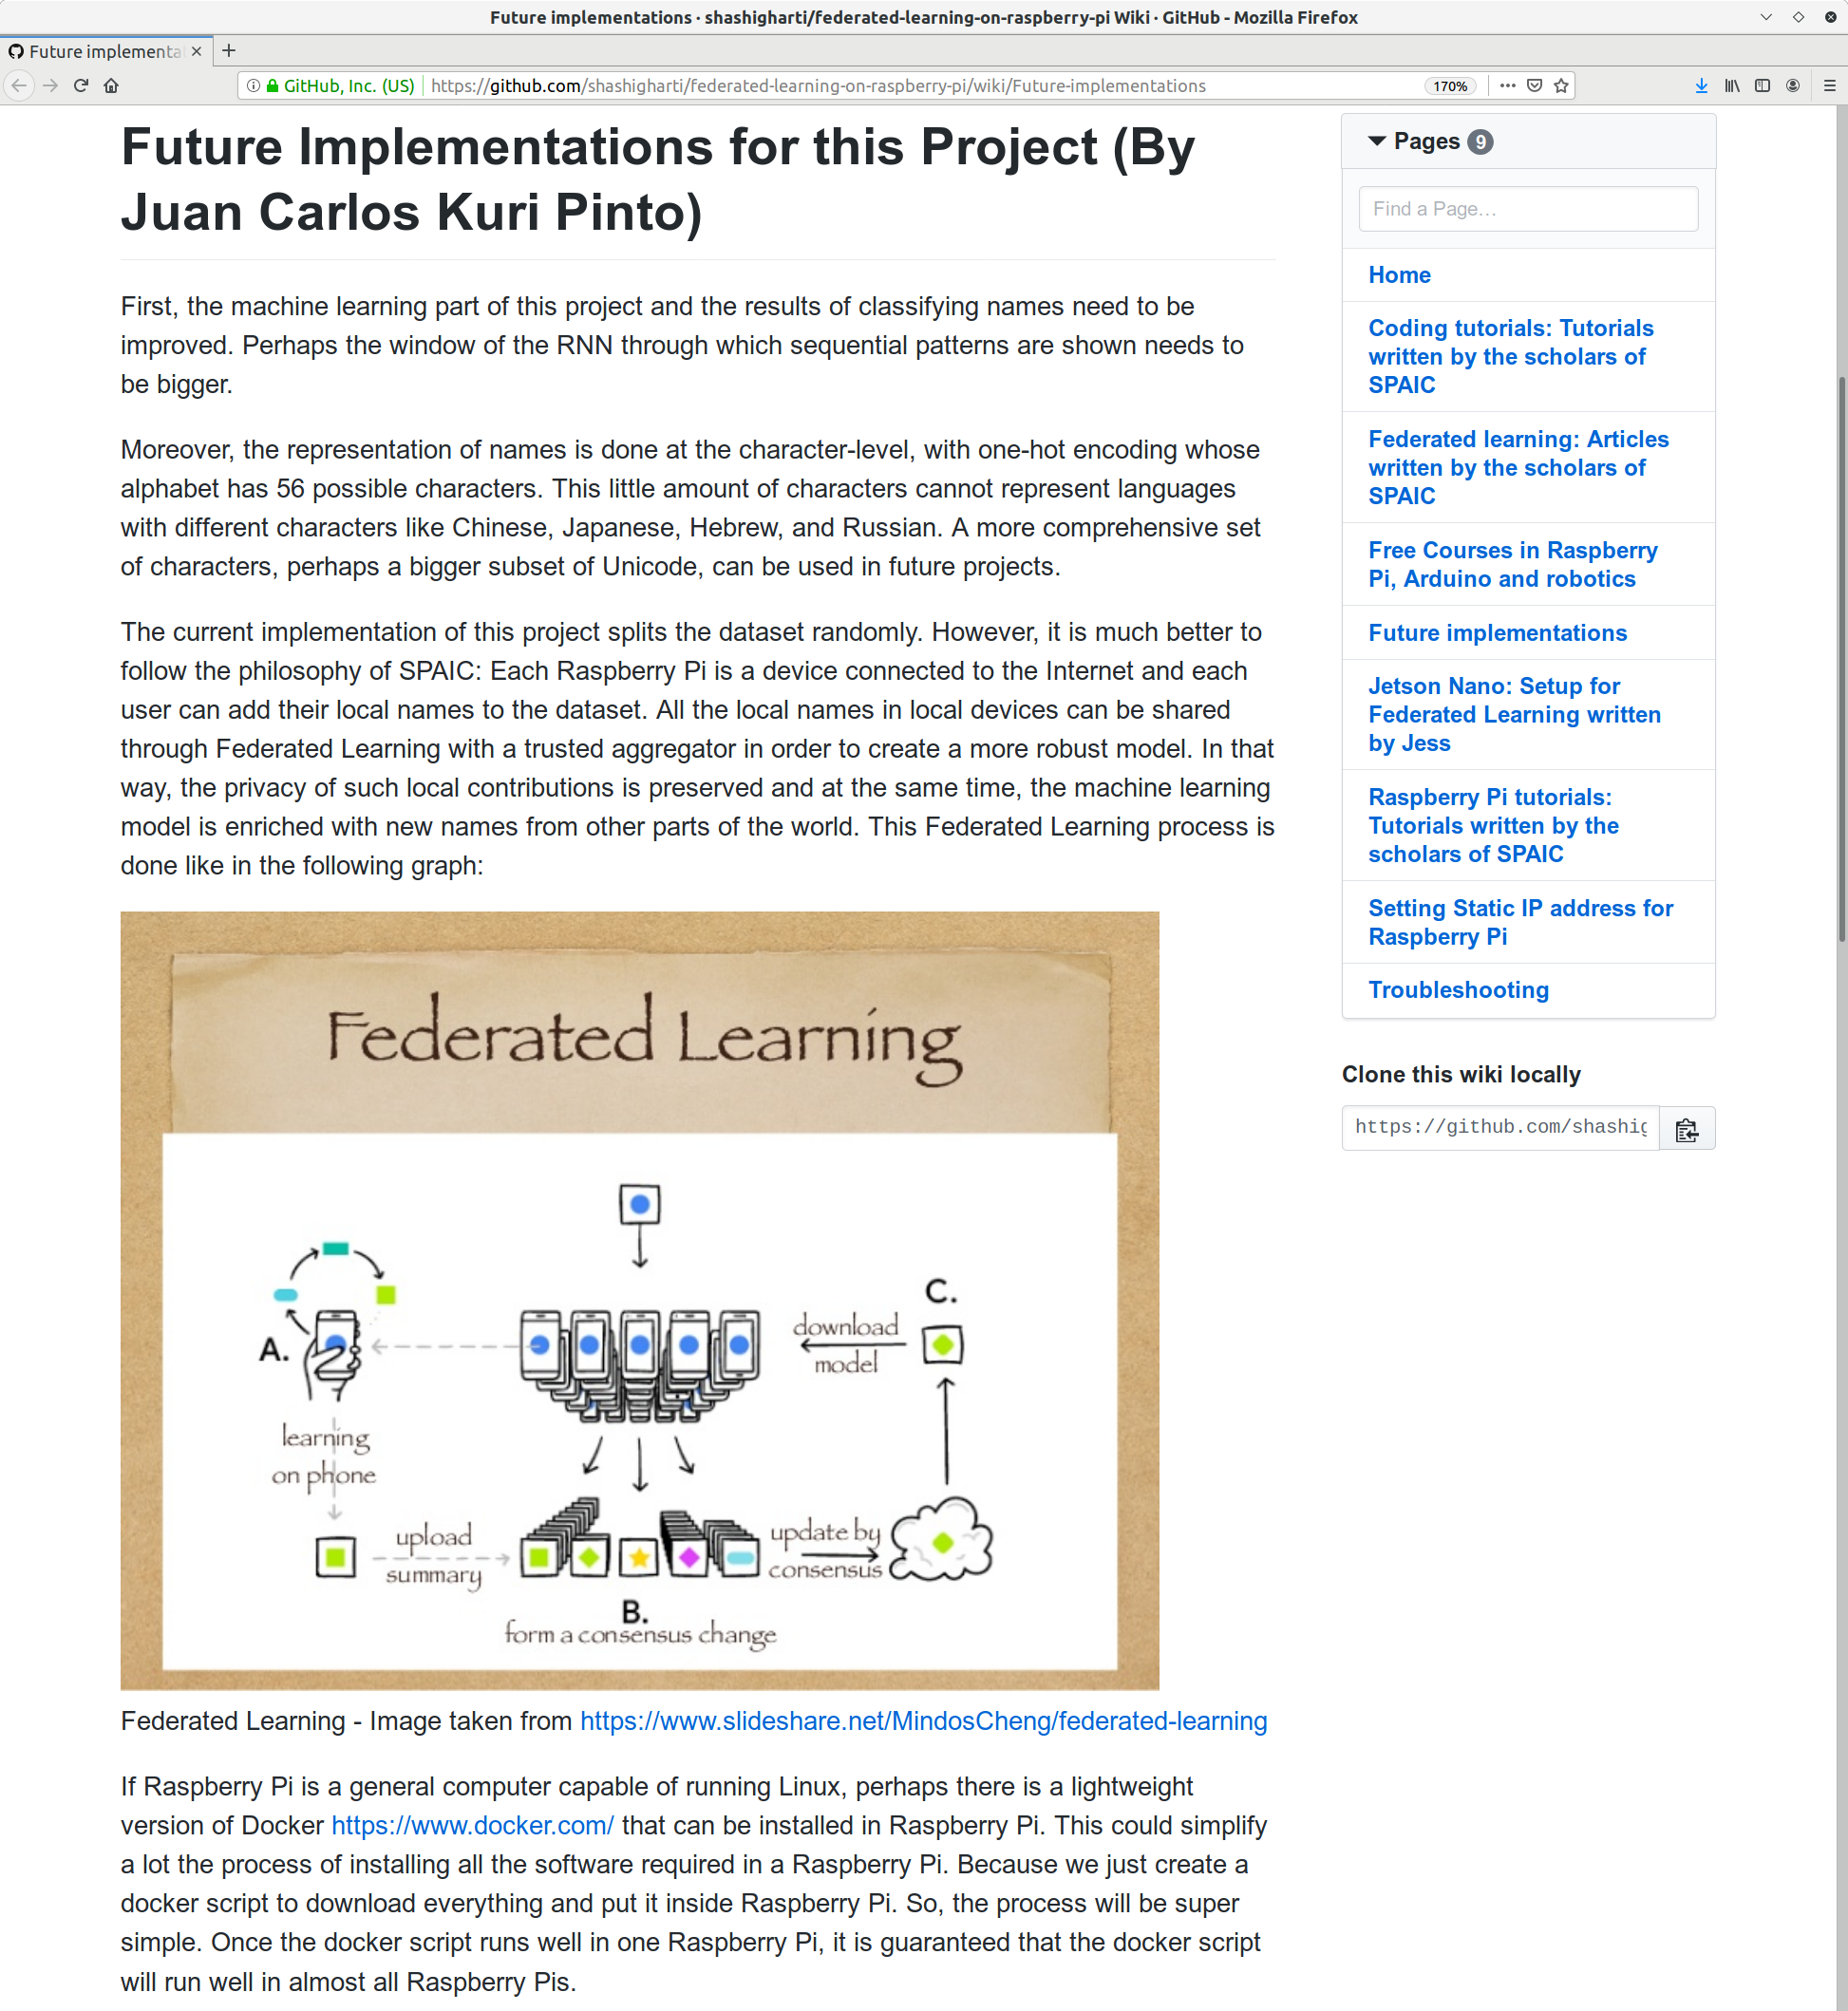 Future implementations · shashigharti/federated-learning-on-raspberry-pi Wiki · GitHub - Mozilla Firefox
Future implementa
GitHub, Inc. (US)
https://github.com/shashigharti/federated-learning-on-raspberry-pi/wiki/Future-implementations
170%
Future Implementations for this Project (By
Juan Carlos Kuri Pinto)
First, the machine learning part of this project and the results of classifying names need to be
improved. Perhaps the window of the RNN through which sequential patterns are shown needs to
be bigger.
Moreover, the representation of names is done at the character-level, with one-hot encoding whose
alphabet has 56 possible characters. This little amount of characters cannot represent languages
with different characters like Chinese, Japanese, Hebrew, and Russian. A more comprehensive set
of characters, perhaps a bigger subset of Unicode, can be used in future projects.
The current implementation of this project splits the dataset randomly. However, it is much better to
follow the philosophy of SPAIC: Each Raspberry Pi is a device connected to the Internet and each
user can add their local names to the dataset. All the local names in local devices can be shared
through Federated Learning with a trusted aggregator in order to create a more robust model. In that
way, the privacy of such local contributions is preserved and at the same time, the machine learning
model is enriched with new names from other parts of the world. This Federated Learning process is
done like in the following graph:
Federated Learning
A.
learning
on phone
upload
summary
B.
form a consensus change
update by
consensus
C.
download
model
Federated Learning - Image taken from https://www.slideshare.net/MindosCheng/federated-learning
If Raspberry Pi is a general computer capable of running Linux, perhaps there is a lightweight
version of Docker https://www.docker.com/ that can be installed in Raspberry Pi. This could simplify
a lot the process of installing all the software required in a Raspberry Pi. Because we just create a
docker script to download everything and put it inside Raspberry Pi. So, the process will be super
simple. Once the docker script runs well in one Raspberry Pi, it is guaranteed that the docker script
will run well in almost all Raspberry Pis.
Pages 9
Find a Page...
Home
Coding tutorials: Tutorials
written by the scholars of
SPAIC
Federated learning: Articles
written by the scholars of
SPAIC
Free Courses in Raspberry
Pi, Arduino and robotics
Future implementations
Jetson Nano: Setup for
Federated Learning written
by Jess
Raspberry Pi tutorials:
Tutorials written by the
scholars of SPAIC
Setting Static IP address for
Raspberry Pi
Troubleshooting
Clone this wiki locally
https://github.com/shashig